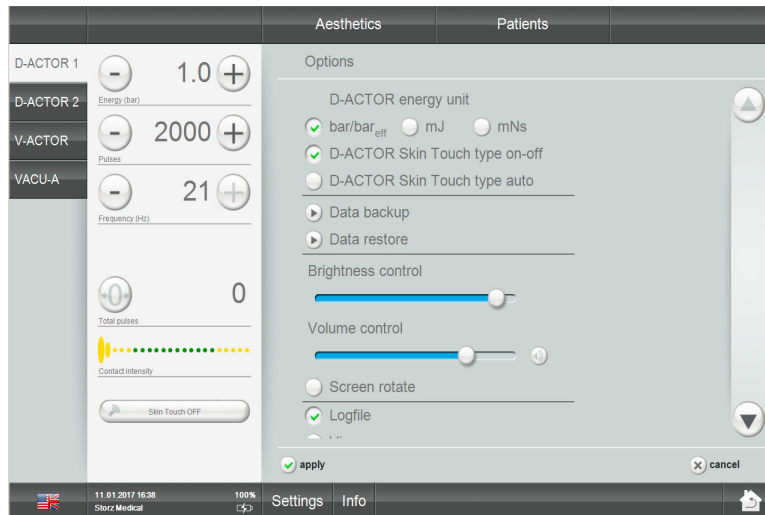 Aesthetics Patients
D-ACTOR 1
D-ACTOR 2
V-ACTOR
VACU-A
- 1.0 +
Energy (bar)
- 2000 +
Pulses
- 21 +
Frequency (Hz)
0 0
Total pulses
Contact intensity
Skin Touch OFF
Options
D-ACTOR energy unit
bar/bar eff mJ mNs
D-ACTOR Skin Touch type on-off
D-ACTOR Skin Touch type auto
Data backup
Data restore
Brightness control
Volume control
Screen rotate
Logfile
apply cancel
11.01.2017 16:38 100%
Storz Medical
Settings Info